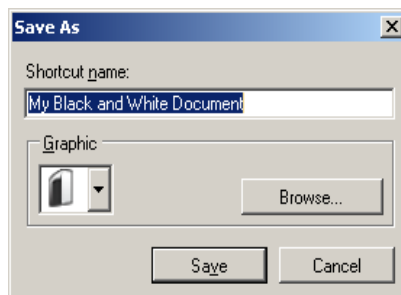 Save As
Shortcut name:
My Black and White Document
Graphic
Browse...
Save
Cancel